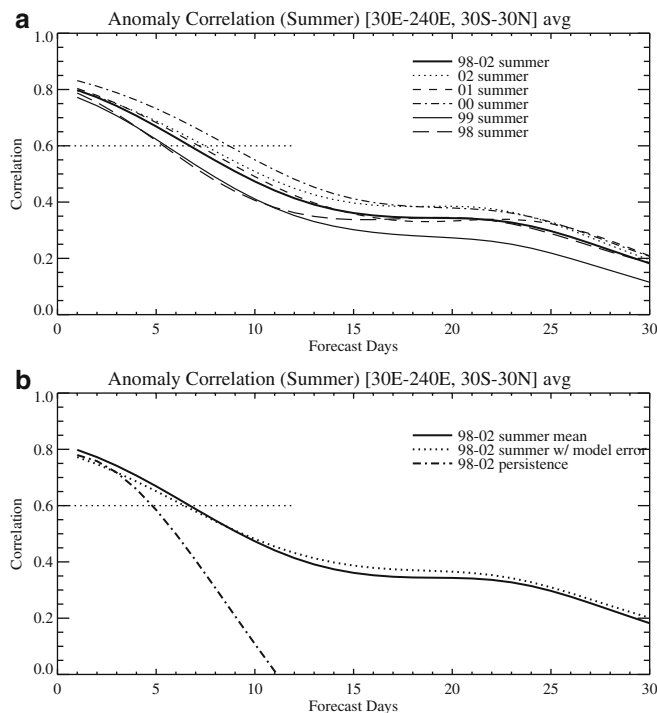 a
Anomaly Correlation (Summer) [30E-240E, 30S-30N] avg
1.0
0.8
0.6
0.4
0.2
0.0
Correlation
98-02 summer
02 summer
01 summer
00 summer
99 summer
98 summer
0 5 10 15 20 25 30
Forecast Days
b
Anomaly Correlation (Summer) [30E-240E, 30S-30N] avg
1.0
0.8
0.6
0.4
0.2
0.0
Correlation
98-02 summer mean
98-02 summer w/ model error
98-02 persistence
0 5 10 15 20 25 30
Forecast Days